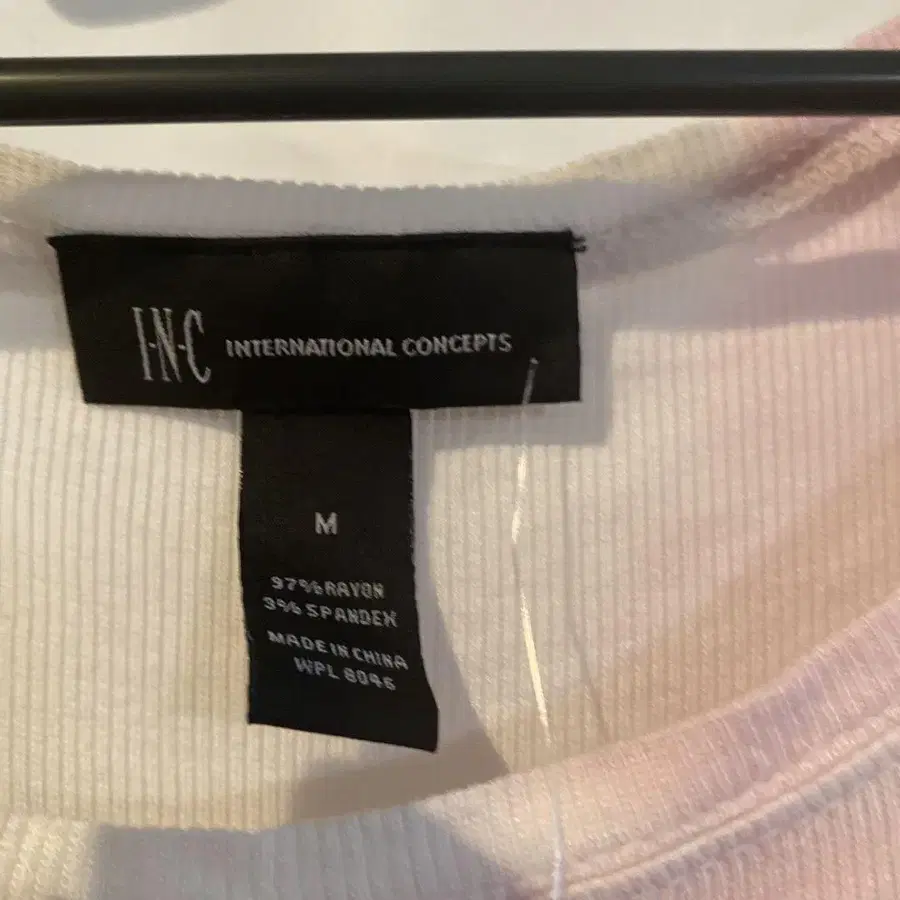 I·N·C INTERNATIONAL CONCEPTS
M
97% RAYON
3% SPANDEX
MADE IN CHINA
WPL 8046